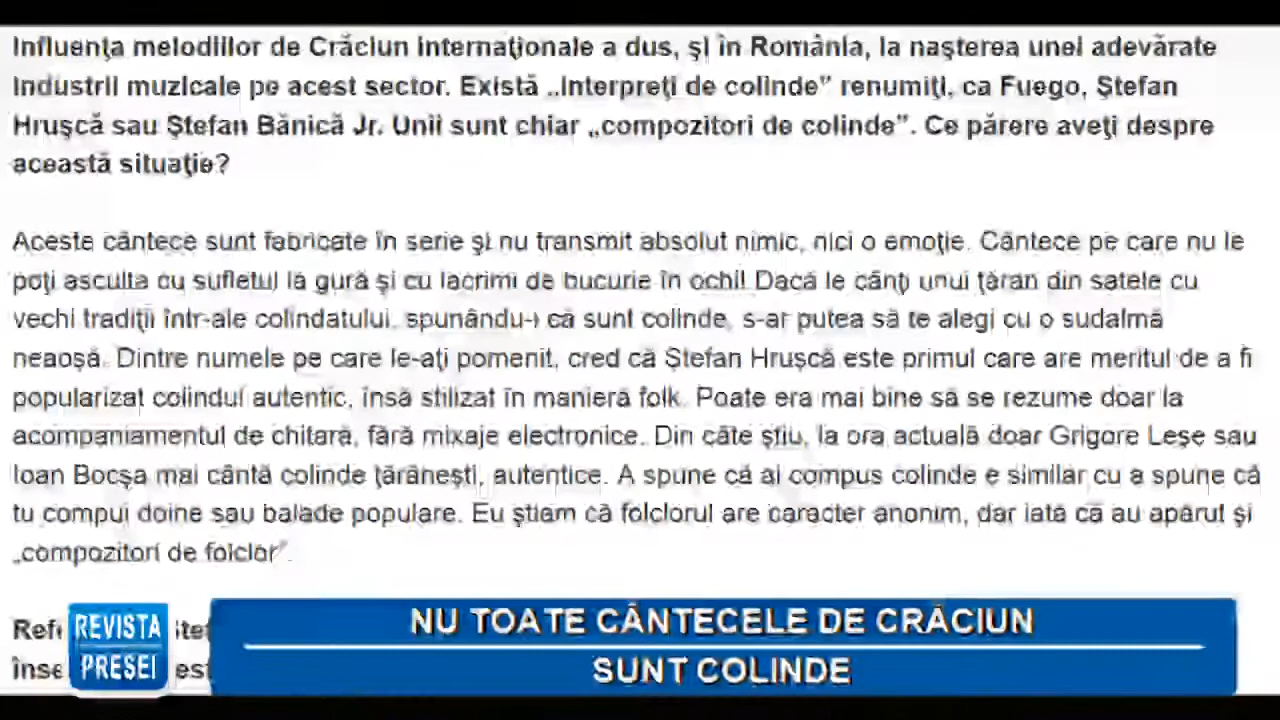 Influenţa melodiilor de Crăciun internaţionale a dus, şi în România, la naşterea unei adevărate
industrii muzicale pe acest sector. Există „interpreţi de colinde” renumiţi, ca Fuego, Ştefan
Hruşcă sau Ştefan Bănică Jr. Unii sunt chiar „compozitori de colinde”. Ce părere aveţi despre
această situaţie?
Aceste cântece sunt fabricate în serie şi nu transmit absolut nimic, nici o emoţie. Cântece pe care nu le
poţi asculta cu sufletul la gură şi cu lacrimi de bucurie în ochi! Dacă le cânţi unui ţăran din satele cu
vechi tradiţii într-ale colindatului, spunându-i că sunt colinde, s-ar putea să te alegi cu o sudalmă
neaoşă. Dintre numele pe care le-aţi pomenit, cred că Ştefan Hruşcă este primul care are meritul de a fi
popularizat colindul autentic, însă stilizat în manieră folk. Poate era mai bine să se rezume doar la
acompaniamentul de chitară, fără mixaje electronice. Din câte ştiu, la ora actuală doar Grigore Leşe sau
Ioan Bocşa mai cântă colinde ţărăneşti, autentice. A spune că ai compus colinde e similar cu a spune că
tu compui doine sau balade populare. Eu ştiam că folclorul are caracter anonim, dar iată că au apărut şi
„compozitori de folclor”.
REVISTA
PRESEI
NU TOATE CÂNTECELE DE CRĂCIUN
SUNT COLINDE